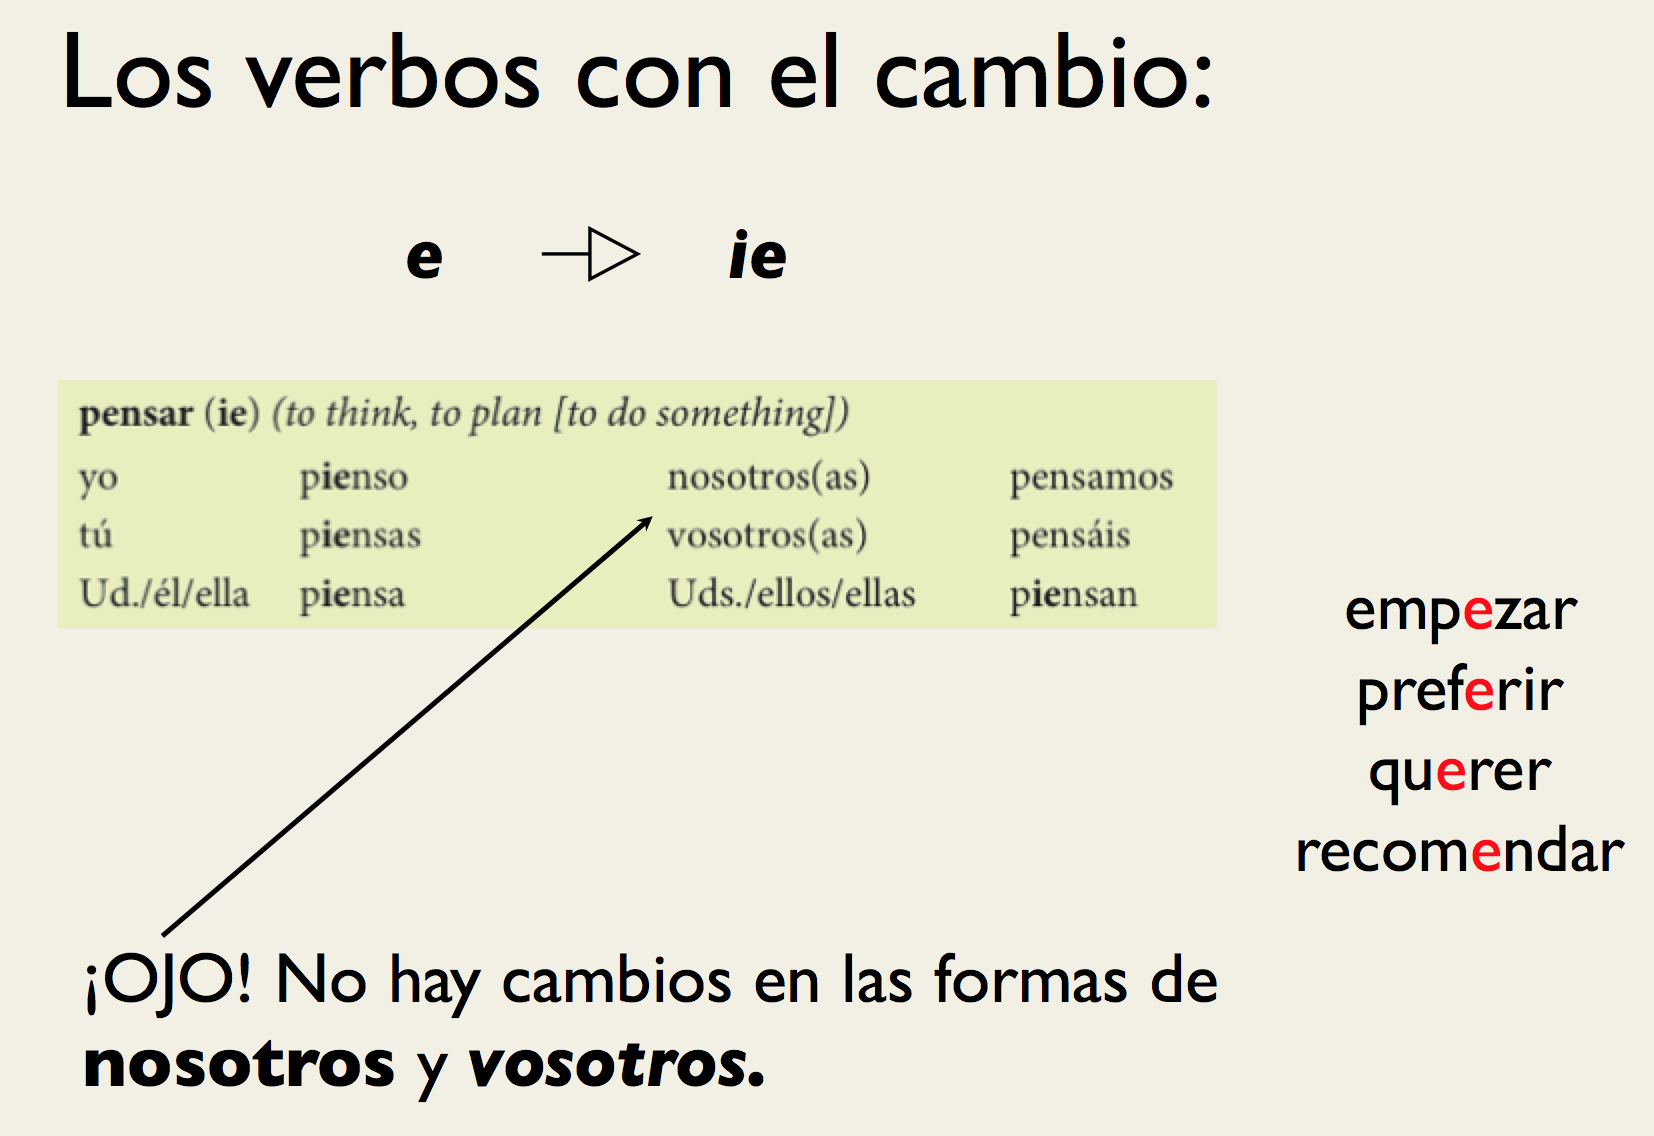 Los verbos con el cambio:
e ie
pensar (ie) (to think, to plan [to do something])
yo pienso nosotros(as) pensamos
tú piensas vosotros(as) pensáis
Ud./él/ella piensa Uds./ellos/ellas piensan
empezar
preferir
querer
recomendar
¡OJO! No hay cambios en las formas de
nosotros y vosotros.